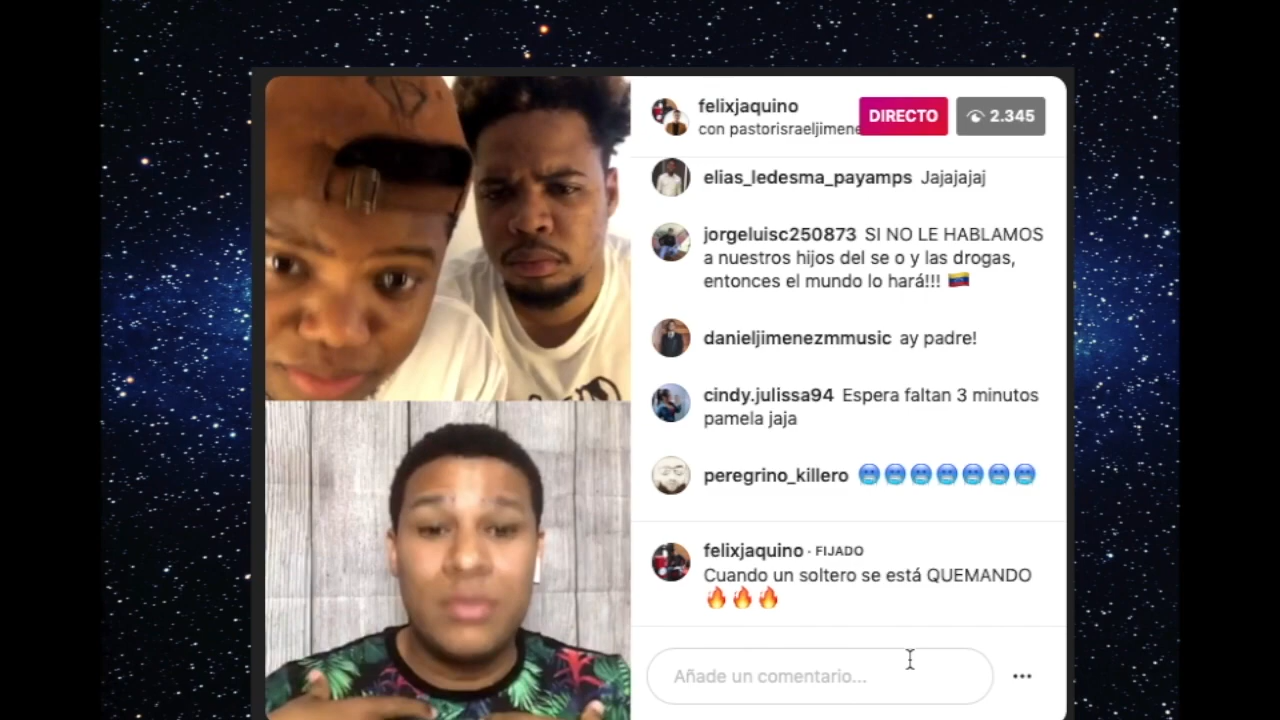 felixjaquino
con pastorisraeljimene
DIRECTO
2.345
elias_ledesma_payamps Jajajajaj
jorgeluisc250873 SI NO LE HABLAMOS
a nuestros hijos del se o y las drogas,
entonces el mundo lo hará!!! 🇻🇪
danieljimenezmmusic ay padre!
cindy.julissa94 Espera faltan 3 minutos
pamela jaja
peregrino_killero 🥶🥶🥶🥶🥶🥶🥶
felixjaquino · FIJADO
Cuando un soltero se está QUEMANDO
🔥🔥🔥
Añade un comentario...